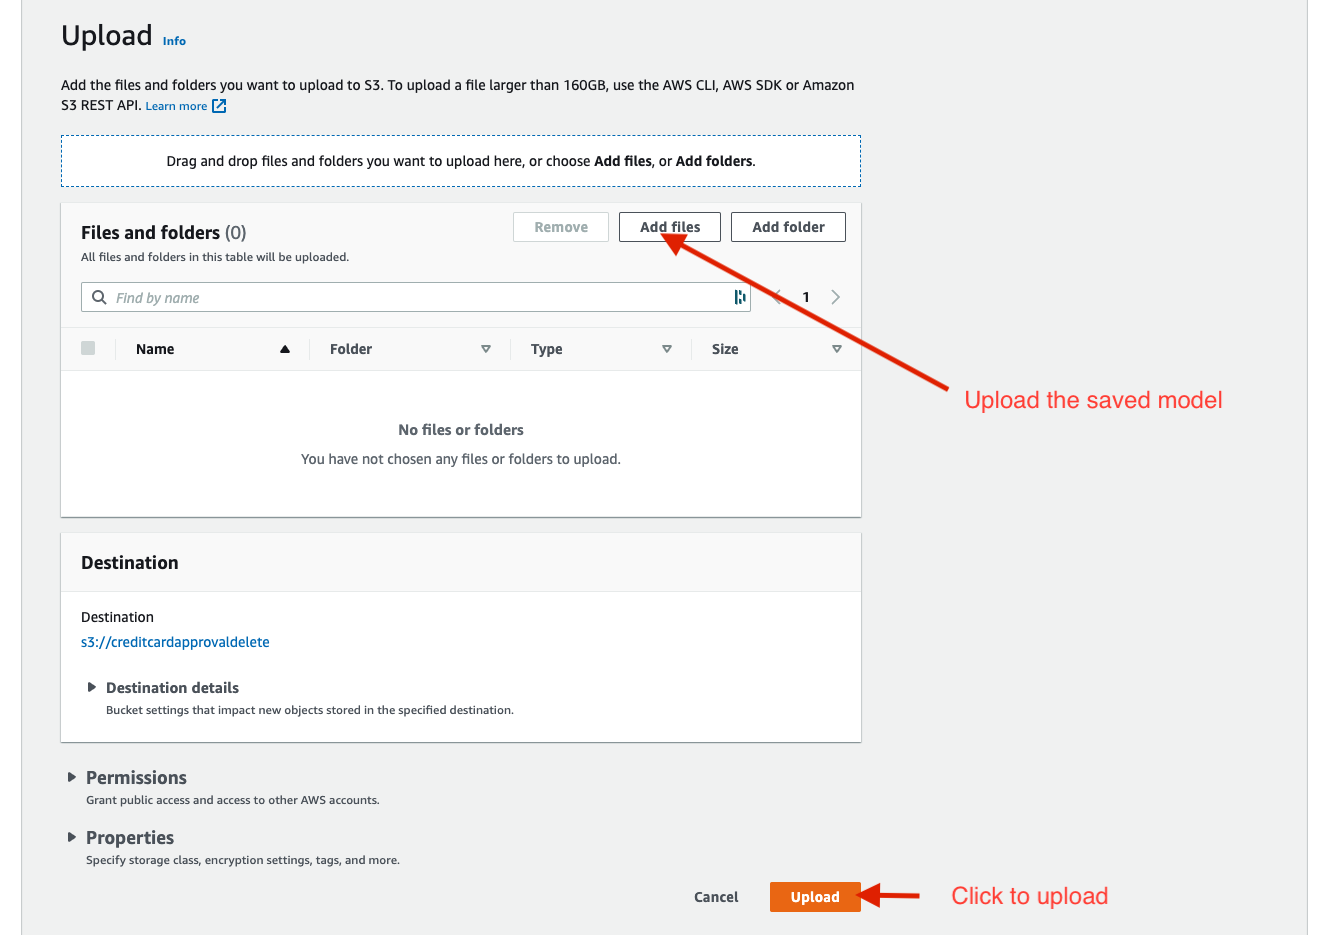 Upload Info
Add the files and folders you want to upload to S3. To upload a file larger than 160GB, use the AWS CLI, AWS SDK or Amazon
S3 REST API. Learn more
Drag and drop files and folders you want to upload here, or choose Add files, or Add folders.
Files and folders (0)
Remove
Add files
Add folder
All files and folders in this table will be uploaded.
Find by name
1
Name
Folder
Type
Size
Upload the saved model
No files or folders
You have not chosen any files or folders to upload.
Destination
Destination
s3://creditcardapprovaldelete
Destination details
Bucket settings that impact new objects stored in the specified destination.
Permissions
Grant public access and access to other AWS accounts.
Properties
Specify storage class, encryption settings, tags, and more.
Cancel
Upload
Click to upload